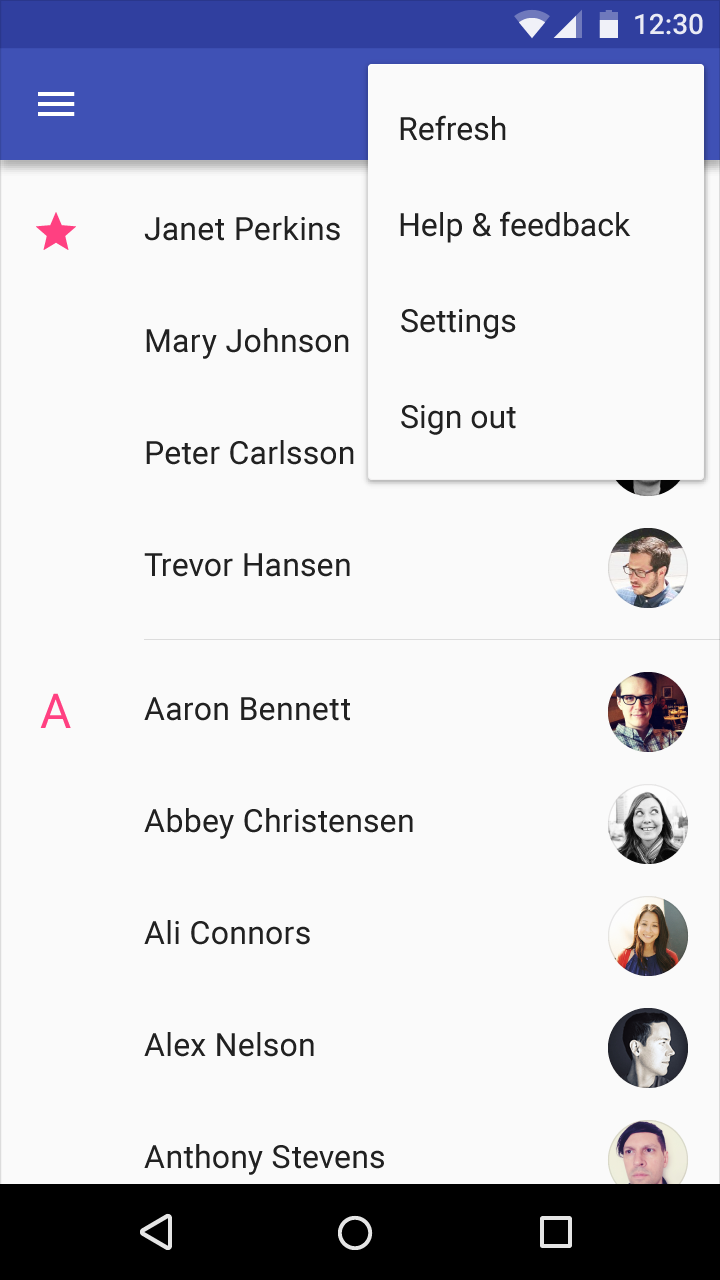 12:30
Refresh
Help & feedback
Settings
Sign out
Janet Perkins
Mary Johnson
Peter Carlsson
Trevor Hansen
A
Aaron Bennett
Abbey Christensen
Ali Connors
Alex Nelson
Anthony Stevens